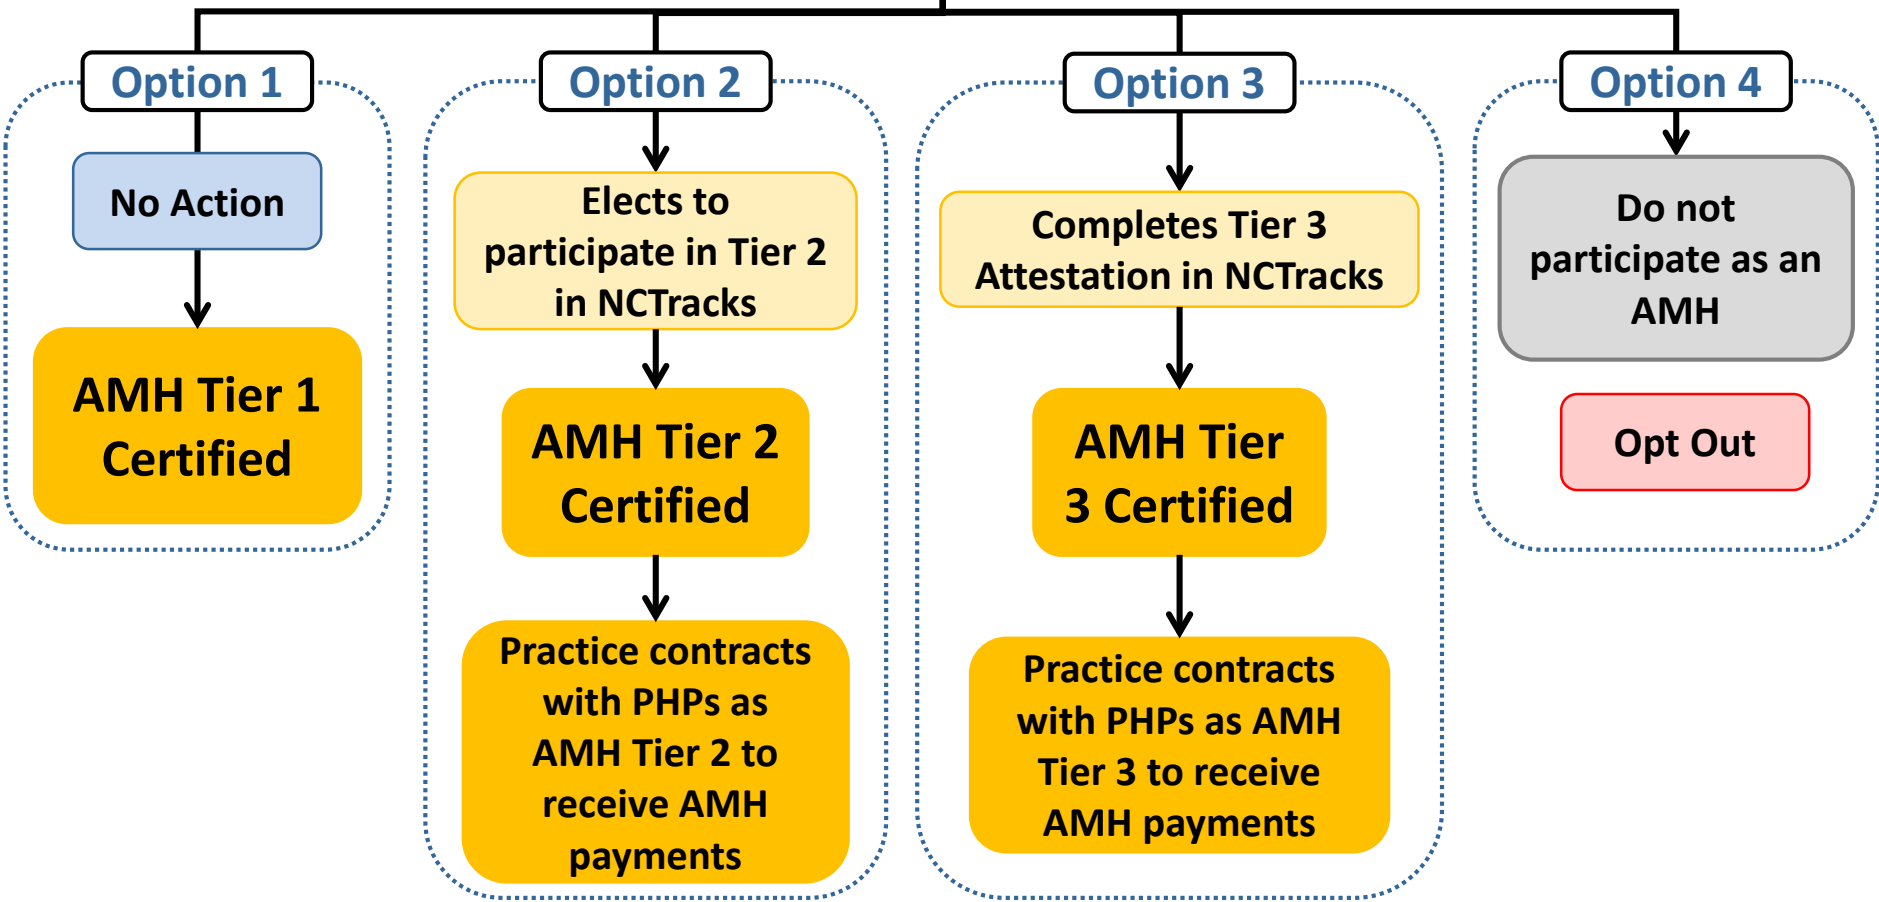 Option 1
No Action
AMH Tier 1
Certified
Option 2
Elects to
participate in Tier 2
in NCTracks
AMH Tier 2
Certified
Practice contracts
with PHPs as
AMH Tier 2 to
receive AMH
payments
Option 3
Completes Tier 3
Attestation in NCTracks
AMH Tier
3 Certified
Practice contracts
with PHPs as AMH
Tier 3 to receive
AMH payments
Option 4
Do not
participate as an
AMH
Opt Out